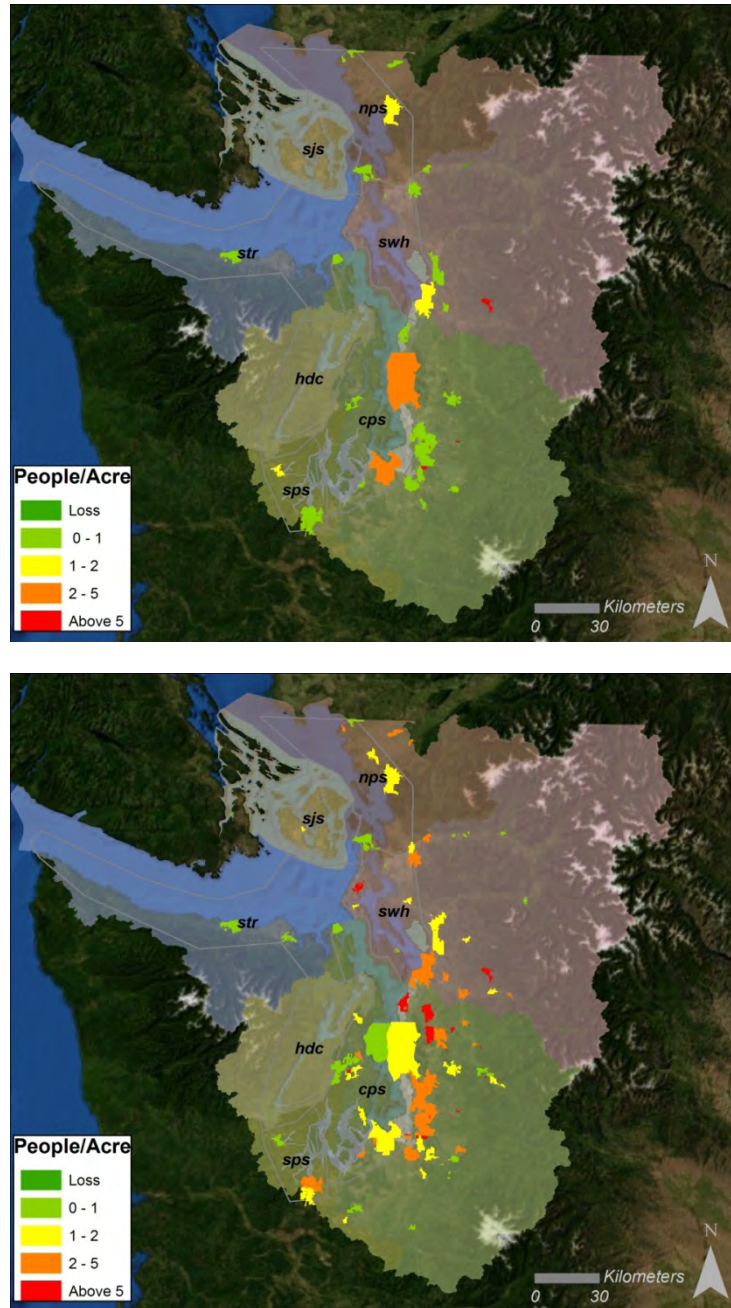 nps
sjs
swh
str
hdc
cps
sps
People/Acre
Loss
0 - 1
1 - 2
2 - 5
Above 5
N
Kilometers
0 30
nps
sjs
swh
str
hdc
cps
sps
People/Acre
Loss
0 - 1
1 - 2
2 - 5
Above 5
N
Kilometers
0 30